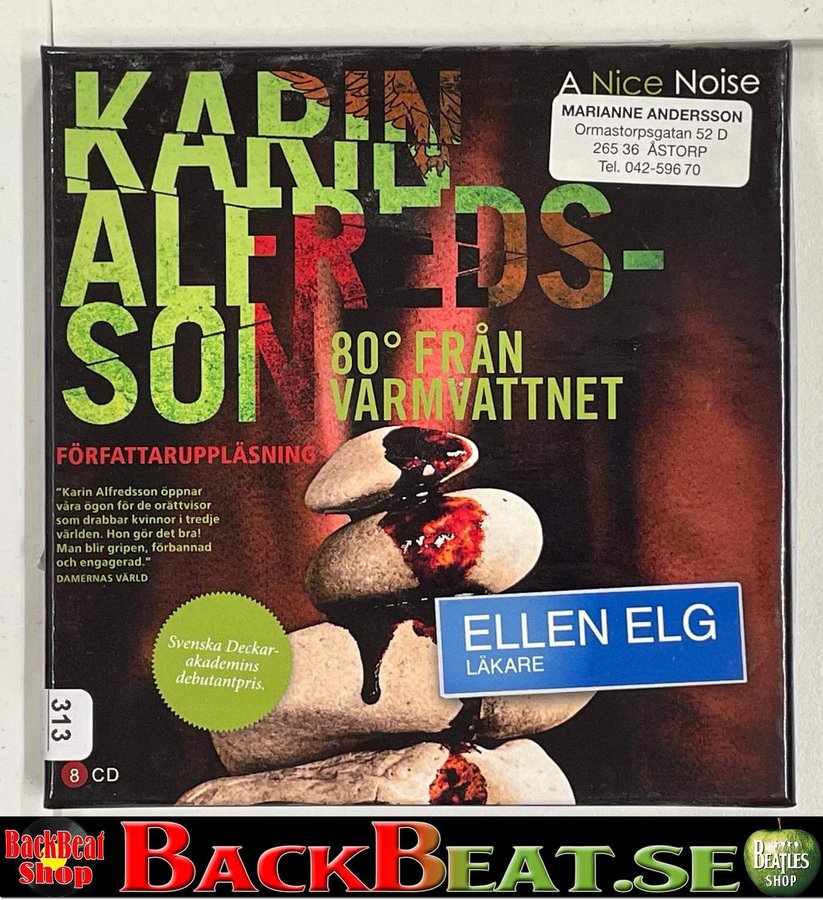 KARIN
ALFREDS-
SON
A Nice Noise
MARIANNE ANDERSSON
Ormastorpsgatan 52 D
265 36 ÅSTORP
Tel. 042-596 70
80° FRÅN
VARMVATTNET
FÖRFATTARUPPLÄSNING
"Karin Alfredsson öppnar
våra ögon för de orättvisor
som drabbar kvinnor i tredje
världen. Hon gör det bra!
Man blir gripen, förbannad
och engagerad."
DAMERNAS VÄRLD
Svenska Deckar-
akademins
debutantpris.
ELLEN ELG
LÄKARE
313
8 CD
BackBeat
Shop
BACKBEAT.SE
BEATLES
SHOP